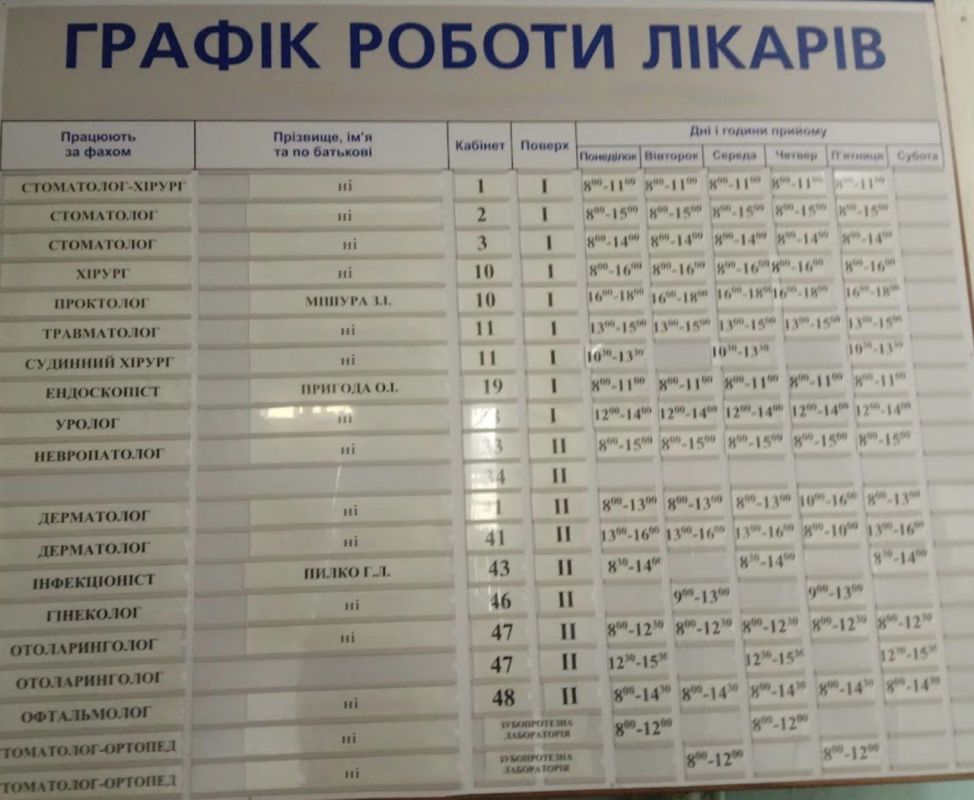 ГРАФІК РОБОТИ ЛІКАРІВ
Працюють за фахом Прізвище, ім'я та по батькові Кабінет Поверх Дні і години прийому
Понеділок Вівторок Середа Четвер П'ятниця Субота
СТОМАТОЛОГ-ХІРУРГ ні 1 I 8⁰⁰-11⁰⁰ 8⁰⁰-11⁰⁰ 8⁰⁰-11⁰⁰ 8⁰⁰-11⁰⁰ 8⁰⁰-11⁰⁰
СТОМАТОЛОГ ні 2 I 8⁰⁰-15⁰⁰ 8⁰⁰-15⁰⁰ 8⁰⁰-15⁰⁰ 8⁰⁰-15⁰⁰ 8⁰⁰-15⁰⁰
СТОМАТОЛОГ ні 3 I 8⁰⁰-14⁰⁰ 8⁰⁰-14⁰⁰ 8⁰⁰-14⁰⁰ 8⁰⁰-14⁰⁰ 8⁰⁰-14⁰⁰
ХІРУРГ ні 10 I 8⁰⁰-16⁰⁰ 8⁰⁰-16⁰⁰ 8⁰⁰-16⁰⁰ 8⁰⁰-16⁰⁰ 8⁰⁰-16⁰⁰
ПРОКТОЛОГ МІШУРА З.І. 10 I 16⁰⁰-18⁰⁰ 16⁰⁰-18⁰⁰ 16⁰⁰-18⁰⁰ 16⁰⁰-18⁰⁰ 16⁰⁰-18⁰⁰
ТРАВМАТОЛОГ ні 11 I 13⁰⁰-15⁰⁰ 13⁰⁰-15⁰⁰ 13⁰⁰-15⁰⁰ 13⁰⁰-15⁰⁰ 13⁰⁰-15⁰⁰
СУДИННИЙ ХІРУРГ ні 11 I 10³⁰-13³⁰ 10³⁰-13³⁰ 10³⁰-13³⁰
ЕНДОСКОПІСТ ПРИГОДА О.І. 19 I 8⁰⁰-11⁰⁰ 8⁰⁰-11⁰⁰ 8⁰⁰-11⁰⁰ 8⁰⁰-11⁰⁰ 8⁰⁰-11⁰⁰
УРОЛОГ ні I 12⁰⁰-14⁰⁰ 12⁰⁰-14⁰⁰ 12⁰⁰-14⁰⁰ 12⁰⁰-14⁰⁰ 12⁰⁰-14⁰⁰
НЕВРОПАТОЛОГ ні 33 II 8⁰⁰-15⁰⁰ 8⁰⁰-15⁰⁰ 8⁰⁰-15⁰⁰ 8⁰⁰-15⁰⁰ 8⁰⁰-15⁰⁰
34 II
ДЕРМАТОЛОГ ні 41 II 8⁰⁰-13⁰⁰ 8⁰⁰-13⁰⁰ 8⁰⁰-13⁰⁰ 10⁰⁰-16⁰⁰ 8⁰⁰-13⁰⁰
ДЕРМАТОЛОГ ні 41 II 13⁰⁰-16⁰⁰ 13⁰⁰-16⁰⁰ 13⁰⁰-16⁰⁰ 8⁰⁰-10⁰⁰ 13⁰⁰-16⁰⁰
ІНФЕКЦІОНІСТ ПИЛКО Г.Л. 43 II 8³⁰-14⁰⁰ 8³⁰-14⁰⁰ 8³⁰-14⁰⁰
ГІНЕКОЛОГ ні 46 II 9⁰⁰-13⁰⁰ 9⁰⁰-13⁰⁰
ОТОЛАРИНГОЛОГ ні 47 II 8⁰⁰-12³⁰ 8⁰⁰-12³⁰ 8⁰⁰-12³⁰ 8⁰⁰-12³⁰ 8⁰⁰-12³⁰
ОТОЛАРИНГОЛОГ 47 II 12³⁰-15³⁰ 12³⁰-15³⁰ 12³⁰-15³⁰
ОФТАЛЬМОЛОГ ні 48 II 8⁰⁰-14³⁰ 8⁰⁰-14³⁰ 8⁰⁰-14³⁰ 8⁰⁰-14³⁰ 8⁰⁰-14³⁰
ТОМАТОЛОГ-ОРТОПЕД ні ЗУБОПРОТЕЗНА ЛАБОРАТОРІЯ 8⁰⁰-12⁰⁰ 8⁰⁰-12⁰⁰
ТОМАТОЛОГ-ОРТОПЕД ні ЗУБОПРОТЕЗНА ЛАБОРАТОРІЯ 8⁰⁰-12⁰⁰ 8⁰⁰-12⁰⁰